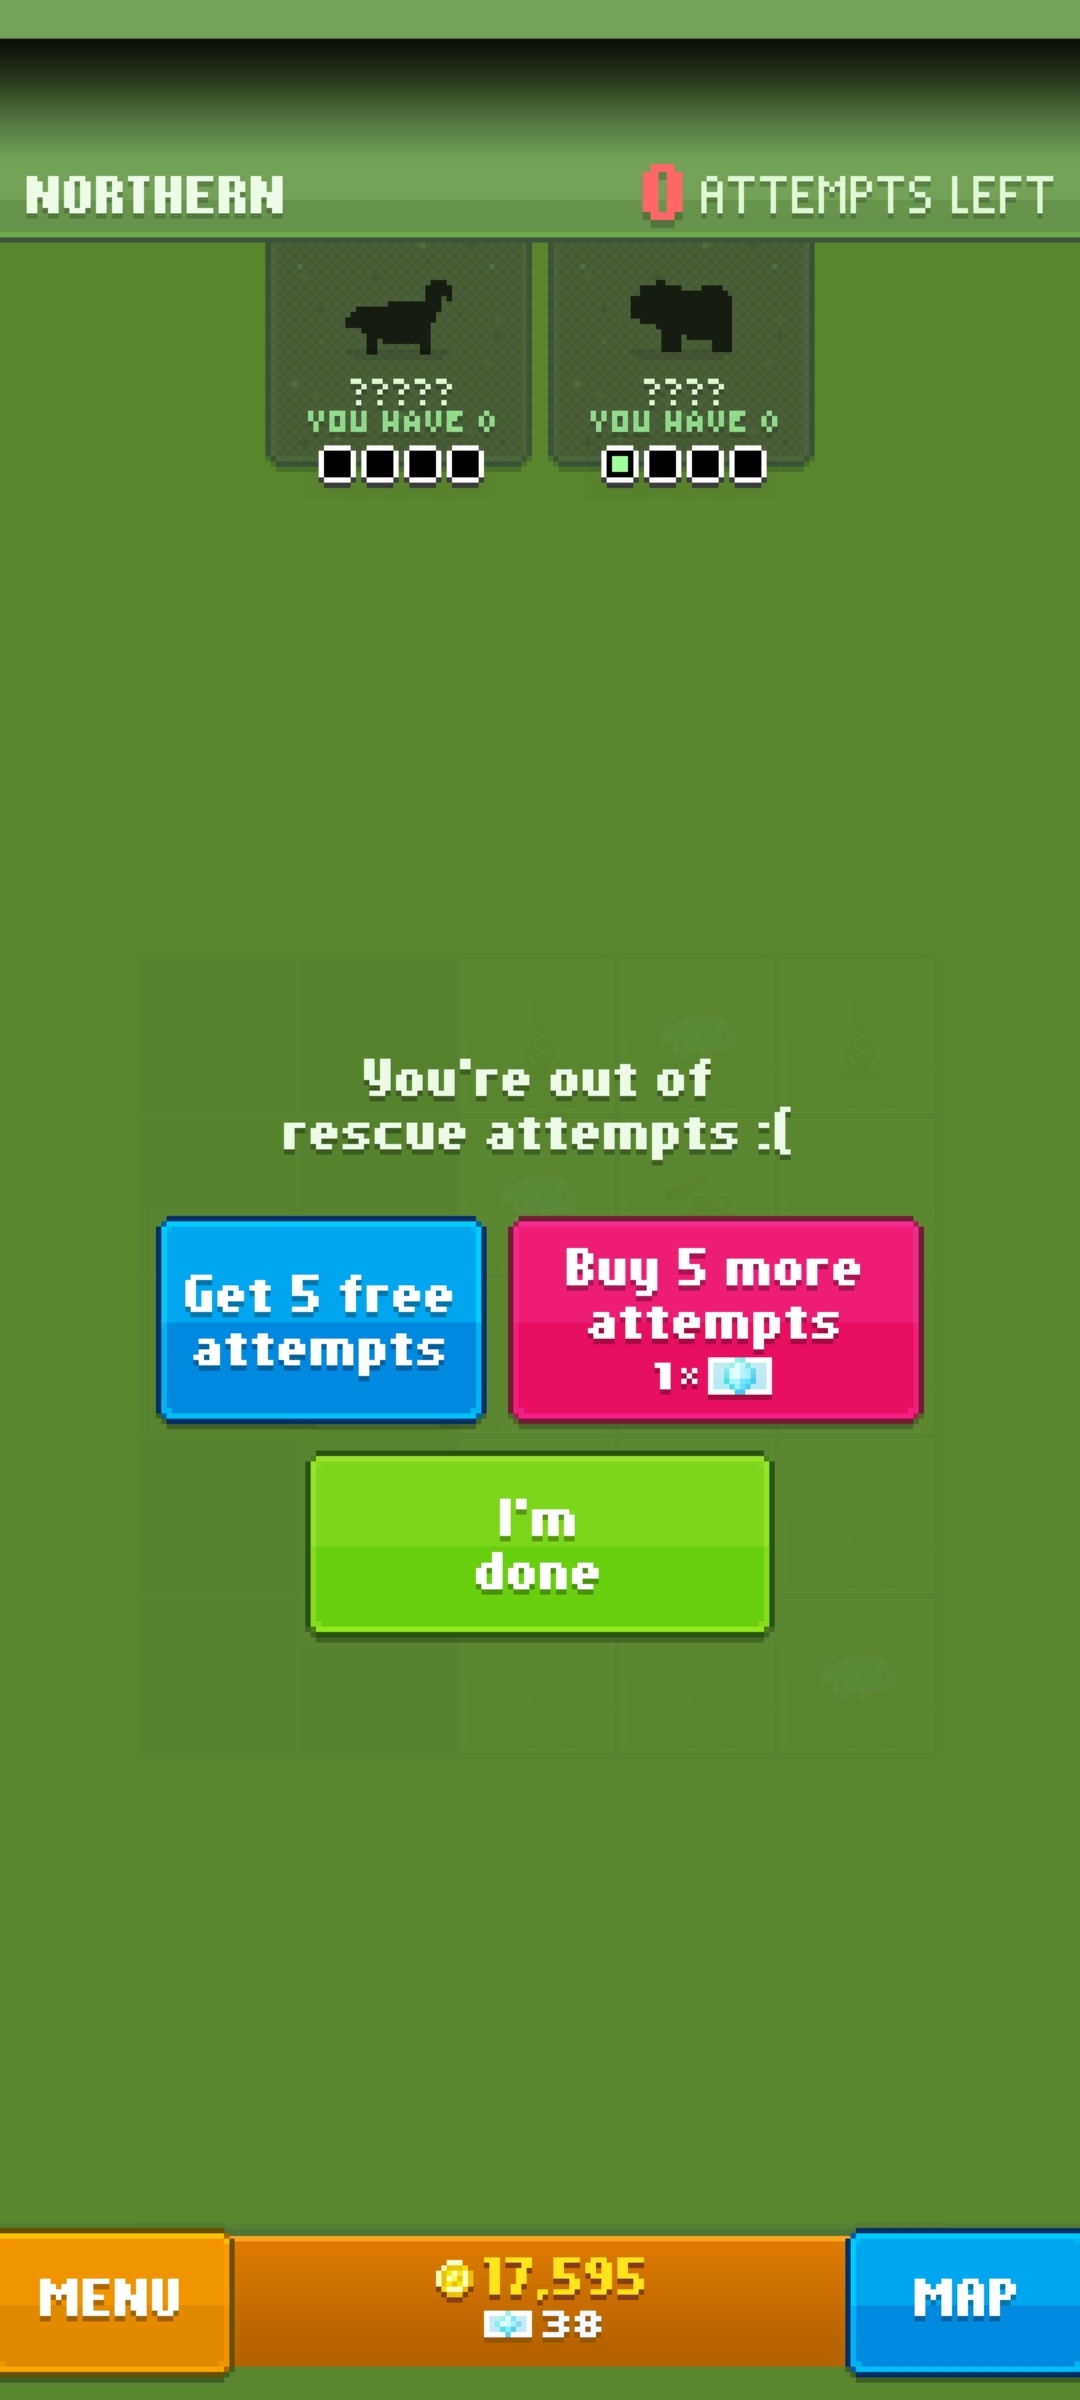 NORTHERN
0 ATTEMPTS LEFT
?????
YOU HAVE 0
????
YOU HAVE 0
You're out of
rescue attempts :(
Get 5 free
attempts
Buy 5 more
attempts
1×
I'm
done
MENU
17,595
38
MAP